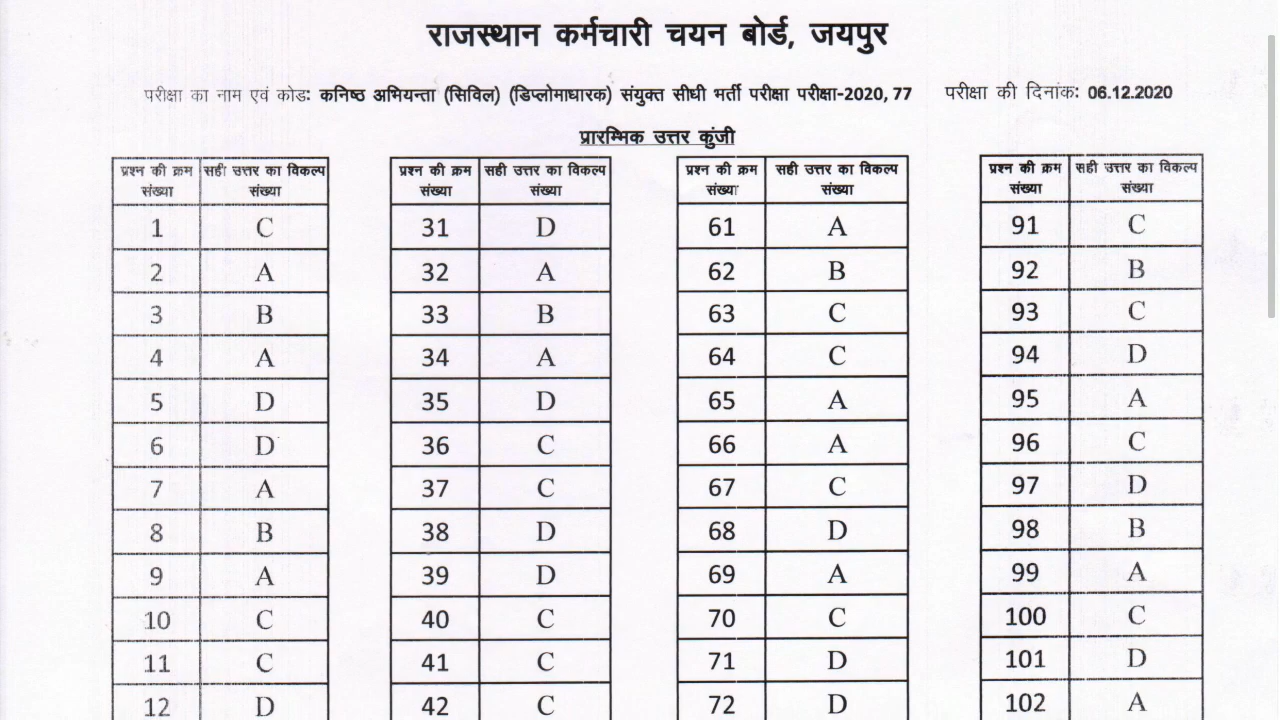 राजस्थान कर्मचारी चयन बोर्ड, जयपुर
परीक्षा का नाम एवं कोड: कनिष्ठ अभियन्ता (सिविल) (डिप्लोमाधारक) संयुक्त सीधी भर्ती परीक्षा परीक्षा-2020, 77 परीक्षा की दिनांक: 06.12.2020
प्रारम्भिक उत्तर कुंजी
प्रश्न की क्रम सही उत्तर का विकल्प प्रश्न की क्रम सही उत्तर का विकल्प प्रश्न की क्रम सही उत्तर का विकल्प प्रश्न की क्रम सही उत्तर का विकल्प
संख्या संख्या संख्या संख्या संख्या संख्या संख्या संख्या
1 C 31 D 61 A 91 C
2 A 32 A 62 B 92 B
3 B 33 B 63 C 93 C
4 A 34 A 64 C 94 D
5 D 35 D 65 A 95 A
6 D 36 C 66 A 96 C
7 A 37 C 67 C 97 D
8 B 38 D 68 D 98 B
9 A 39 D 69 A 99 A
10 C 40 C 70 C 100 C
11 C 41 C 71 D 101 D
12 D 42 C 72 D 102 A